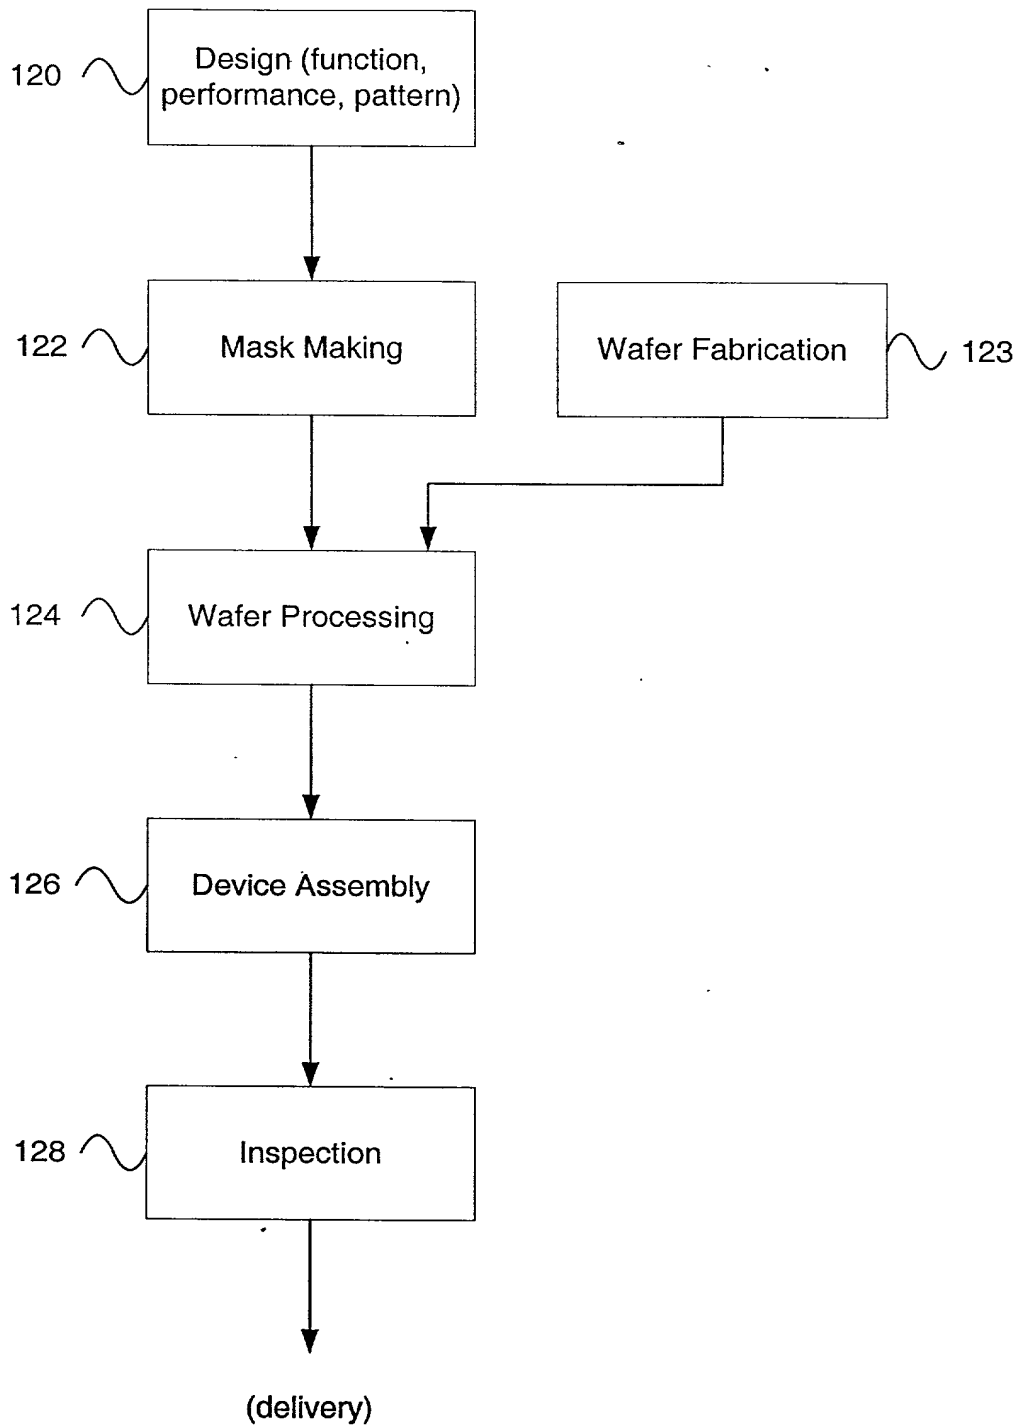 120
Design (function,
performance, pattern)
122
Mask Making
Wafer Fabrication
123
124
Wafer Processing
126
Device Assembly
128
Inspection
(delivery)